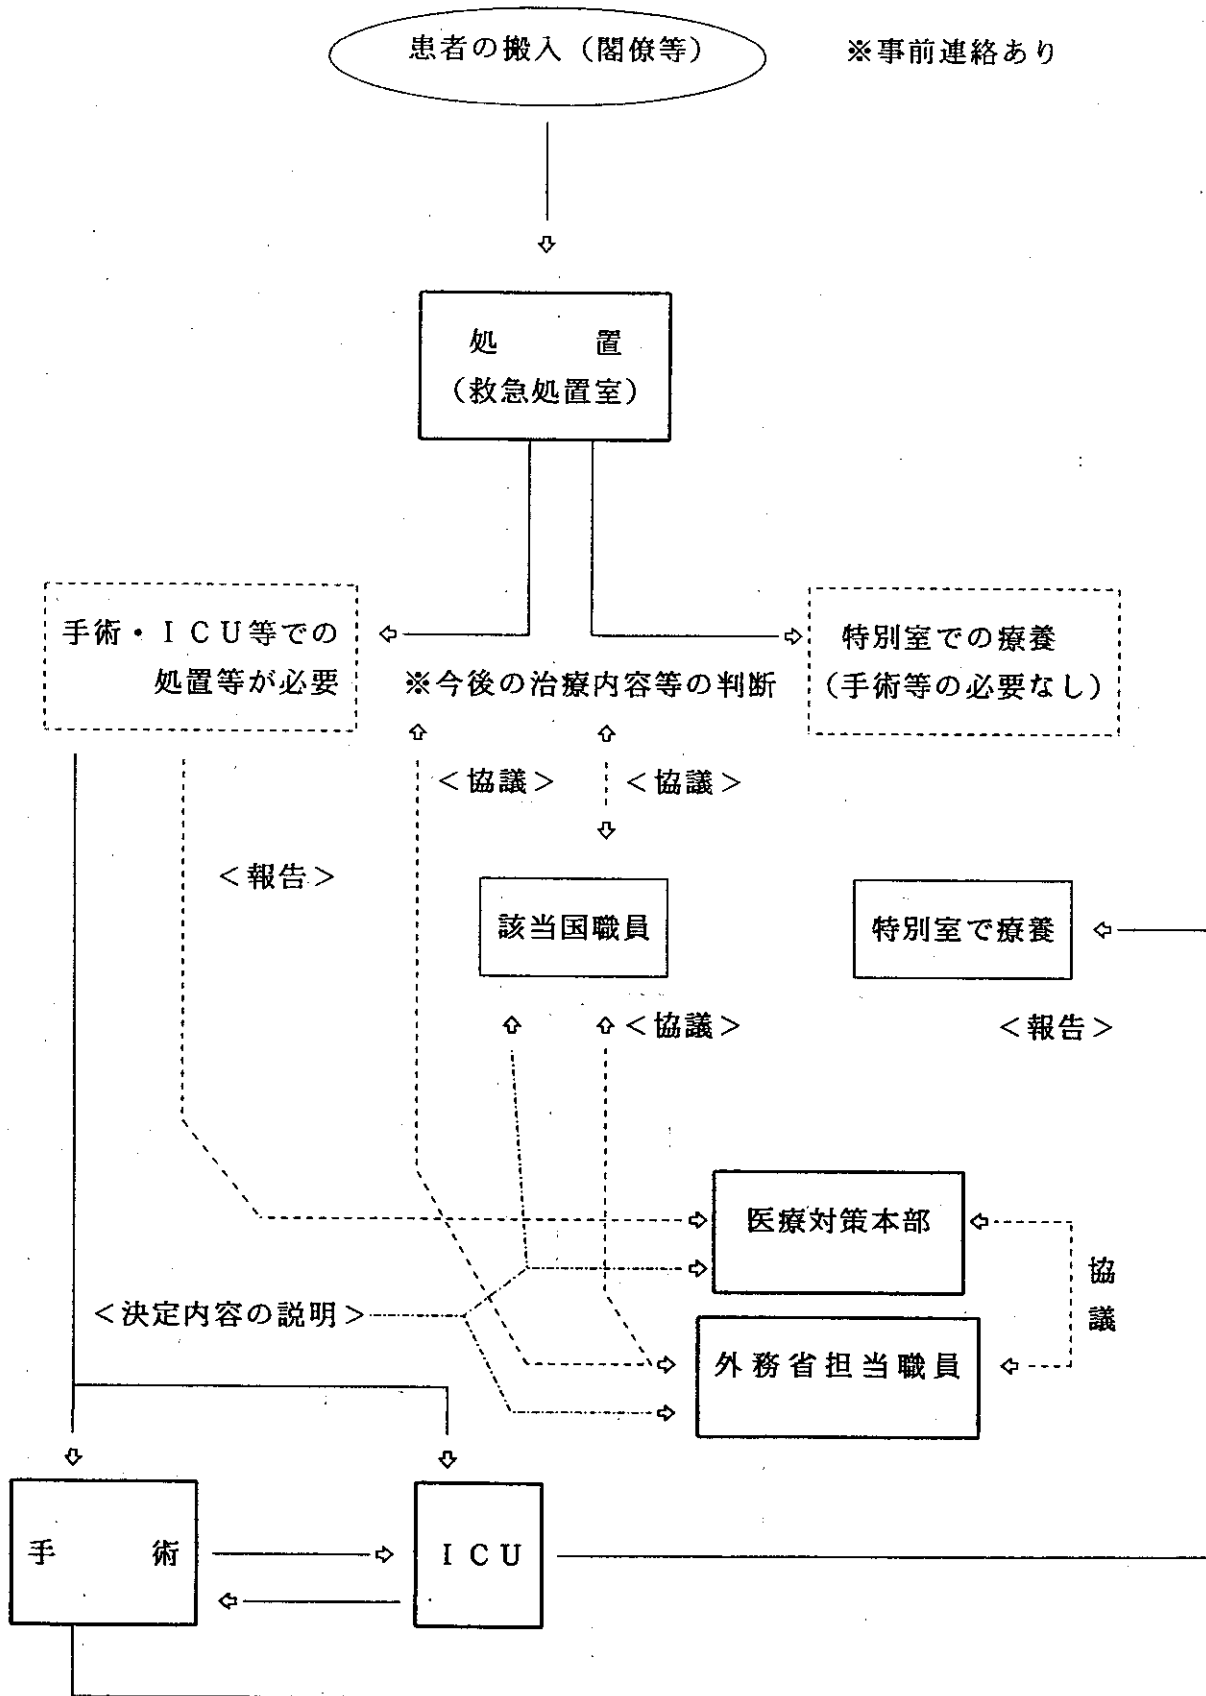 患者の搬入（閣僚等）
※事前連絡あり
処　　置
（救急処置室）
手術・ＩＣＵ等での
処置等が必要
※今後の治療内容等の判断
特別室での療養
（手術等の必要なし）
＜協議＞
＜協議＞
＜報告＞
該当国職員
特別室で療養
＜協議＞
＜報告＞
医療対策本部
協議
＜決定内容の説明＞
外務省担当職員
手　　術
ＩＣＵ